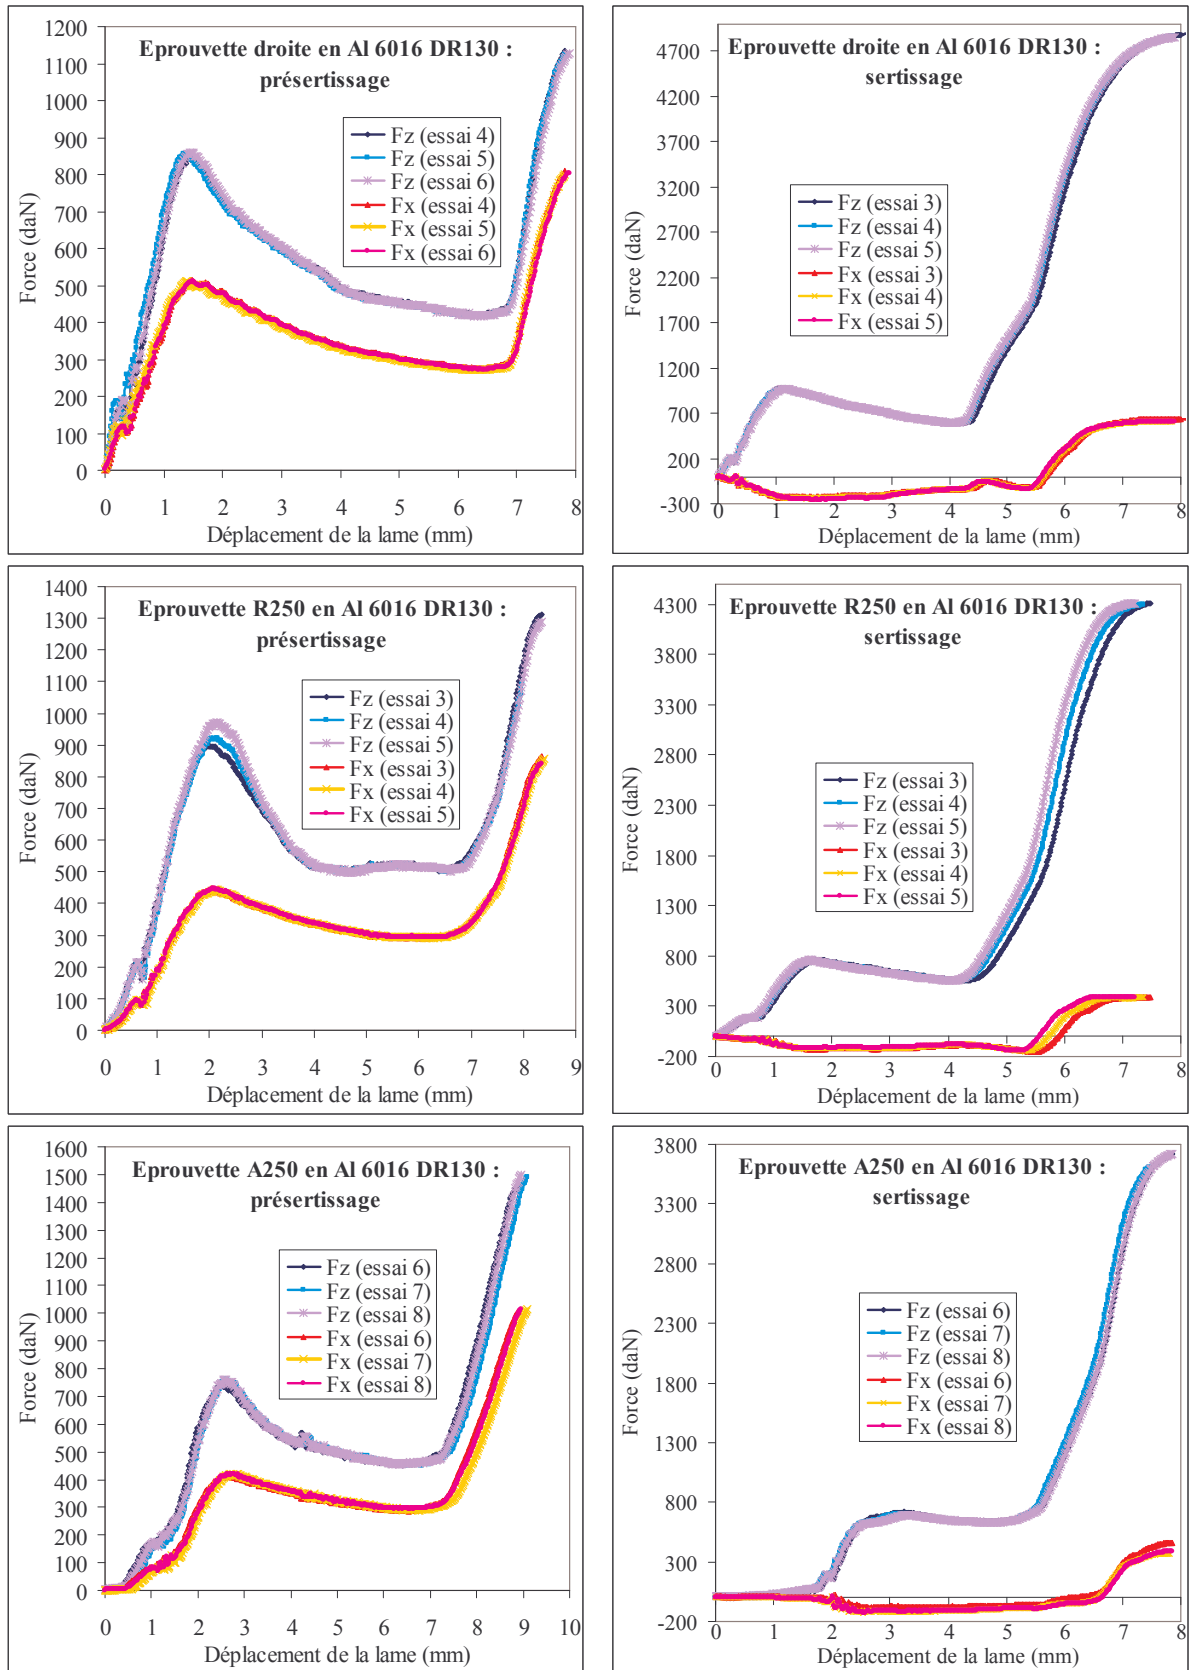 Eprouvette droite en Al 6016 DR130 :
présertissage
Force (daN)
1200
1100
1000
900
800
700
600
500
400
300
200
100
0
Fz (essai 4)
Fz (essai 5)
Fz (essai 6)
Fx (essai 4)
Fx (essai 5)
Fx (essai 6)
0 1 2 3 4 5 6 7 8
Déplacement de la lame (mm)
Eprouvette droite en Al 6016 DR130 :
sertissage
Force (daN)
4700
4200
3700
3200
2700
2200
1700
1200
700
200
-300
Fz (essai 3)
Fz (essai 4)
Fz (essai 5)
Fx (essai 3)
Fx (essai 4)
Fx (essai 5)
0 1 2 3 4 5 6 7 8
Déplacement de la lame (mm)
Eprouvette R250 en Al 6016 DR130 :
présertissage
Force (daN)
1400
1300
1200
1100
1000
900
800
700
600
500
400
300
200
100
0
Fz (essai 3)
Fz (essai 4)
Fz (essai 5)
Fx (essai 3)
Fx (essai 4)
Fx (essai 5)
0 1 2 3 4 5 6 7 8 9
Déplacement de la lame (mm)
Eprouvette R250 en Al 6016 DR130 :
sertissage
Force (daN)
4300
3800
3300
2800
2300
1800
1300
800
300
-200
Fz (essai 3)
Fz (essai 4)
Fz (essai 5)
Fx (essai 3)
Fx (essai 4)
Fx (essai 5)
0 1 2 3 4 5 6 7 8
Déplacement de la lame (mm)
Eprouvette A250 en Al 6016 DR130 :
présertissage
Force (daN)
1600
1500
1400
1300
1200
1100
1000
900
800
700
600
500
400
300
200
100
0
Fz (essai 6)
Fz (essai 7)
Fz (essai 8)
Fx (essai 6)
Fx (essai 7)
Fx (essai 8)
0 1 2 3 4 5 6 7 8 9 10
Déplacement de la lame (mm)
Eprouvette A250 en Al 6016 DR130 :
sertissage
Force (daN)
3800
3300
2800
2300
1800
1300
800
300
-200
Fz (essai 6)
Fz (essai 7)
Fz (essai 8)
Fx (essai 6)
Fx (essai 7)
Fx (essai 8)
0 1 2 3 4 5 6 7 8
Déplacement de la lame (mm)